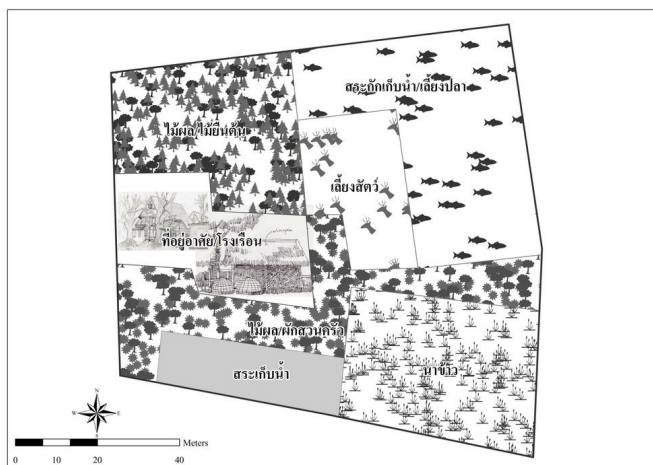 สระกักเก็บน้ำ/เลี้ยงปลา
ไม้ผล/ไม้ยืนต้น
เลี้ยงสัตว์
ที่อยู่อาศัย/โรงเรือน
ไม้ผล/ผักสวนครัว
นาข้าว
สระเก็บน้ำ
N
W E
S
Meters
0 10 20 40